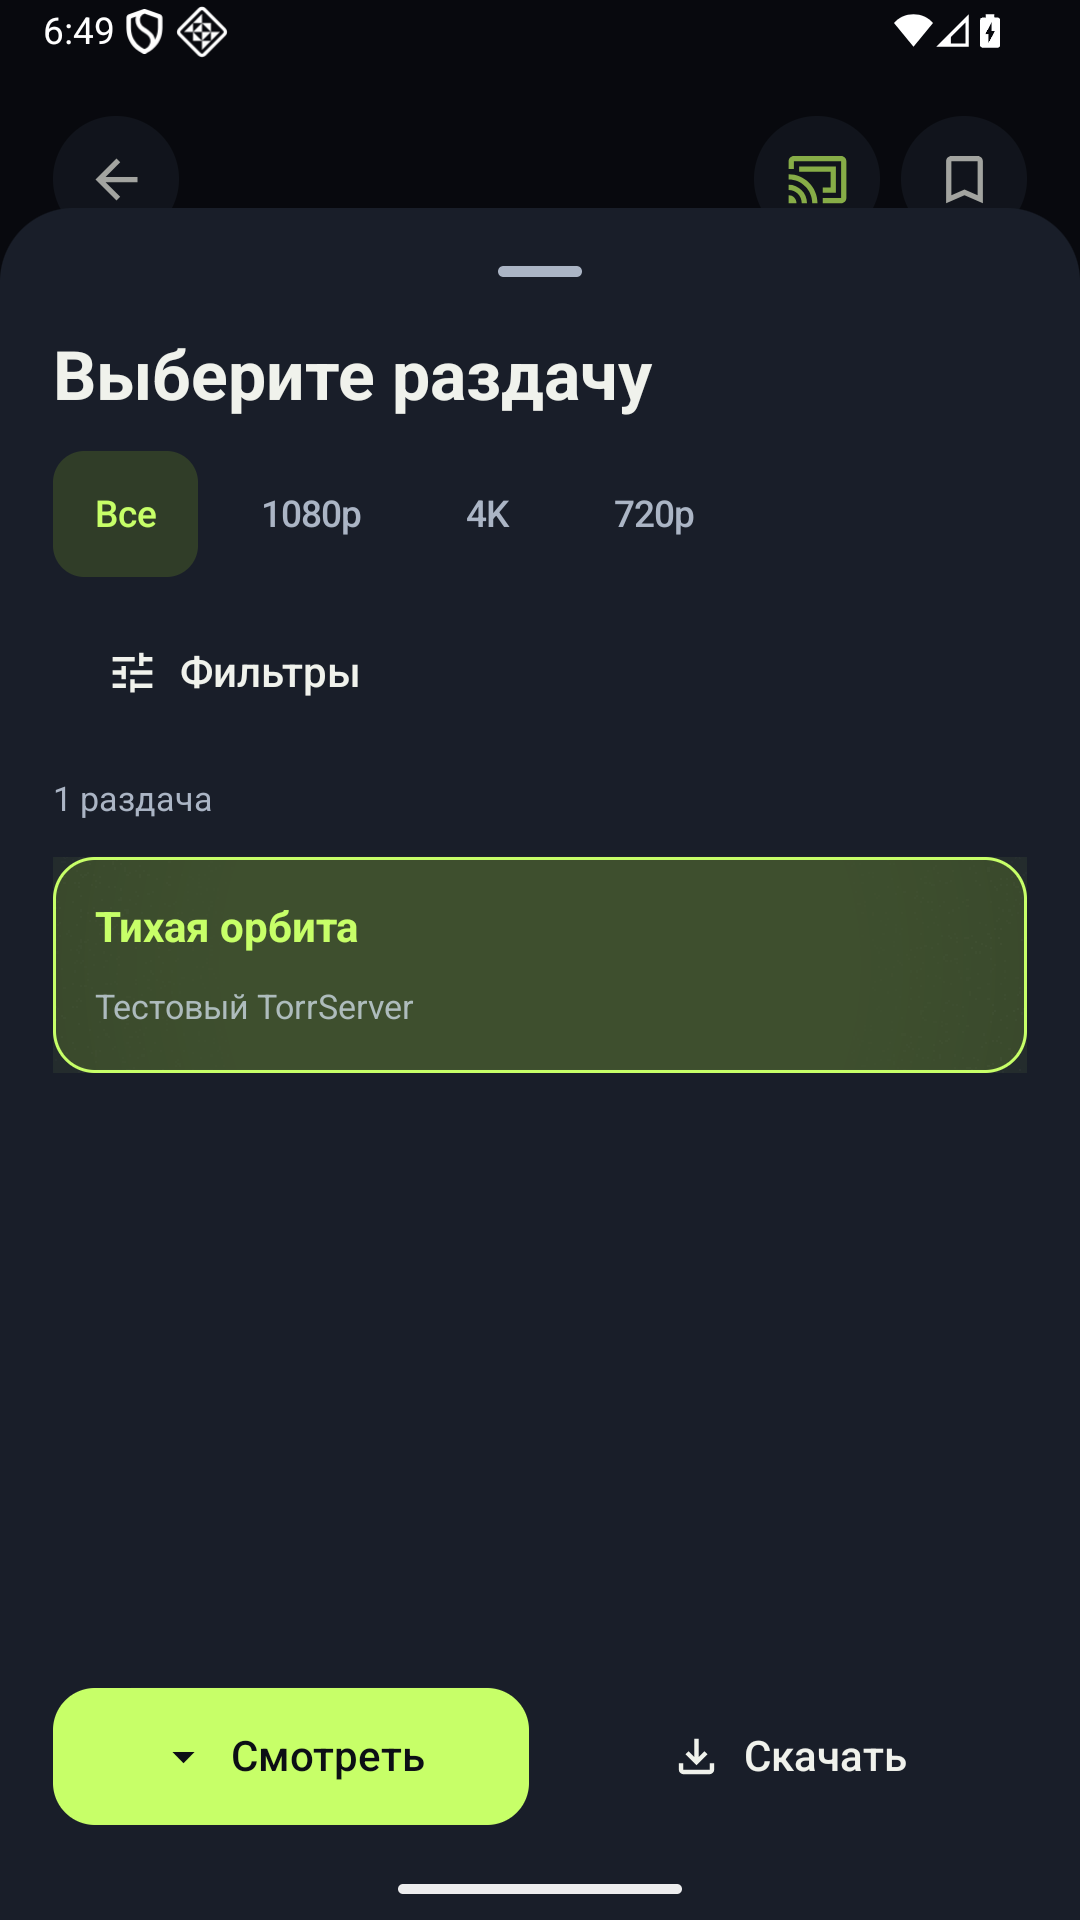 6:49
Выберите раздачу
Все 1080p 4K 720p
Фильтры
1 раздача
Тихая орбита
Тестовый TorrServer
Смотреть Скачать